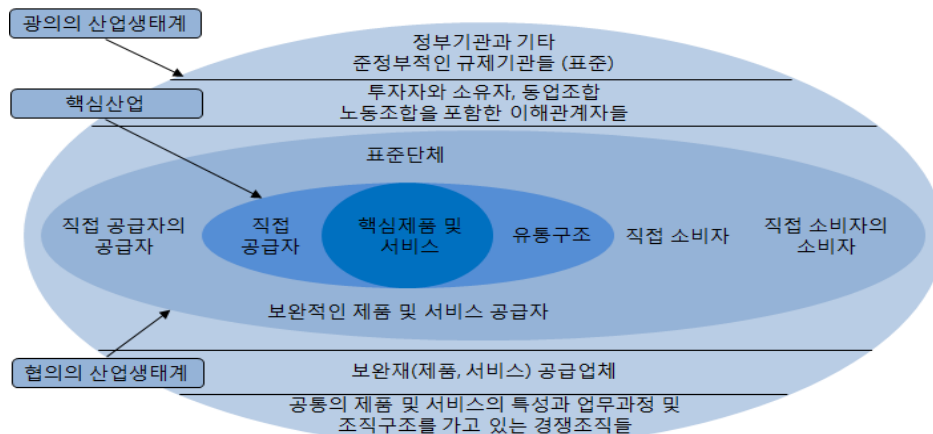 광의의 산업생태계
정부기관과 기타
준정부적인 규제기관들 (표준)
핵심산업
투자자와 소유자, 동업조합
노동조합을 포함한 이해관계자들
표준단체
직접 공급자의
공급자
직접
공급자
핵심제품 및
서비스
유통구조
직접 소비자
직접 소비자의
소비자
보완적인 제품 및 서비스 공급자
협의의 산업생태계
보완재(제품, 서비스) 공급업체
공통의 제품 및 서비스의 특성과 업무과정 및
조직구조를 가고 있는 경쟁조직들